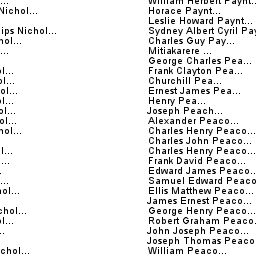 ... William Herbert Paynt...
Nichol... Horace Paynt...
Leslie Howard Paynt...
ips Nichol... Sydney Albert Cyril Pay
hol... Charles Guy Pay...
... Mitiakarere ...
George Charles Pea...
l... Frank Clayton Pea...
l... Churchill Pea...
ol... Ernest James Pea...
l... Henry Pea...
ol... Joseph Peach...
ol... Alexander Peaco...
hol... Charles Henry Peaco...
Charles John Peaco...
l... Charles Henry Peaco...
... Frank David Peaco...
. Edward James Peaco...
... Samuel Edward Peaco
ol... Ellis Matthew Peaco...
James Ernest Peaco...
chol... George Henry Peaco...
l... Robert Graham Peaco.
.. John Joseph Peaco...
Joseph Thomas Peaco
chol... William Peaco...